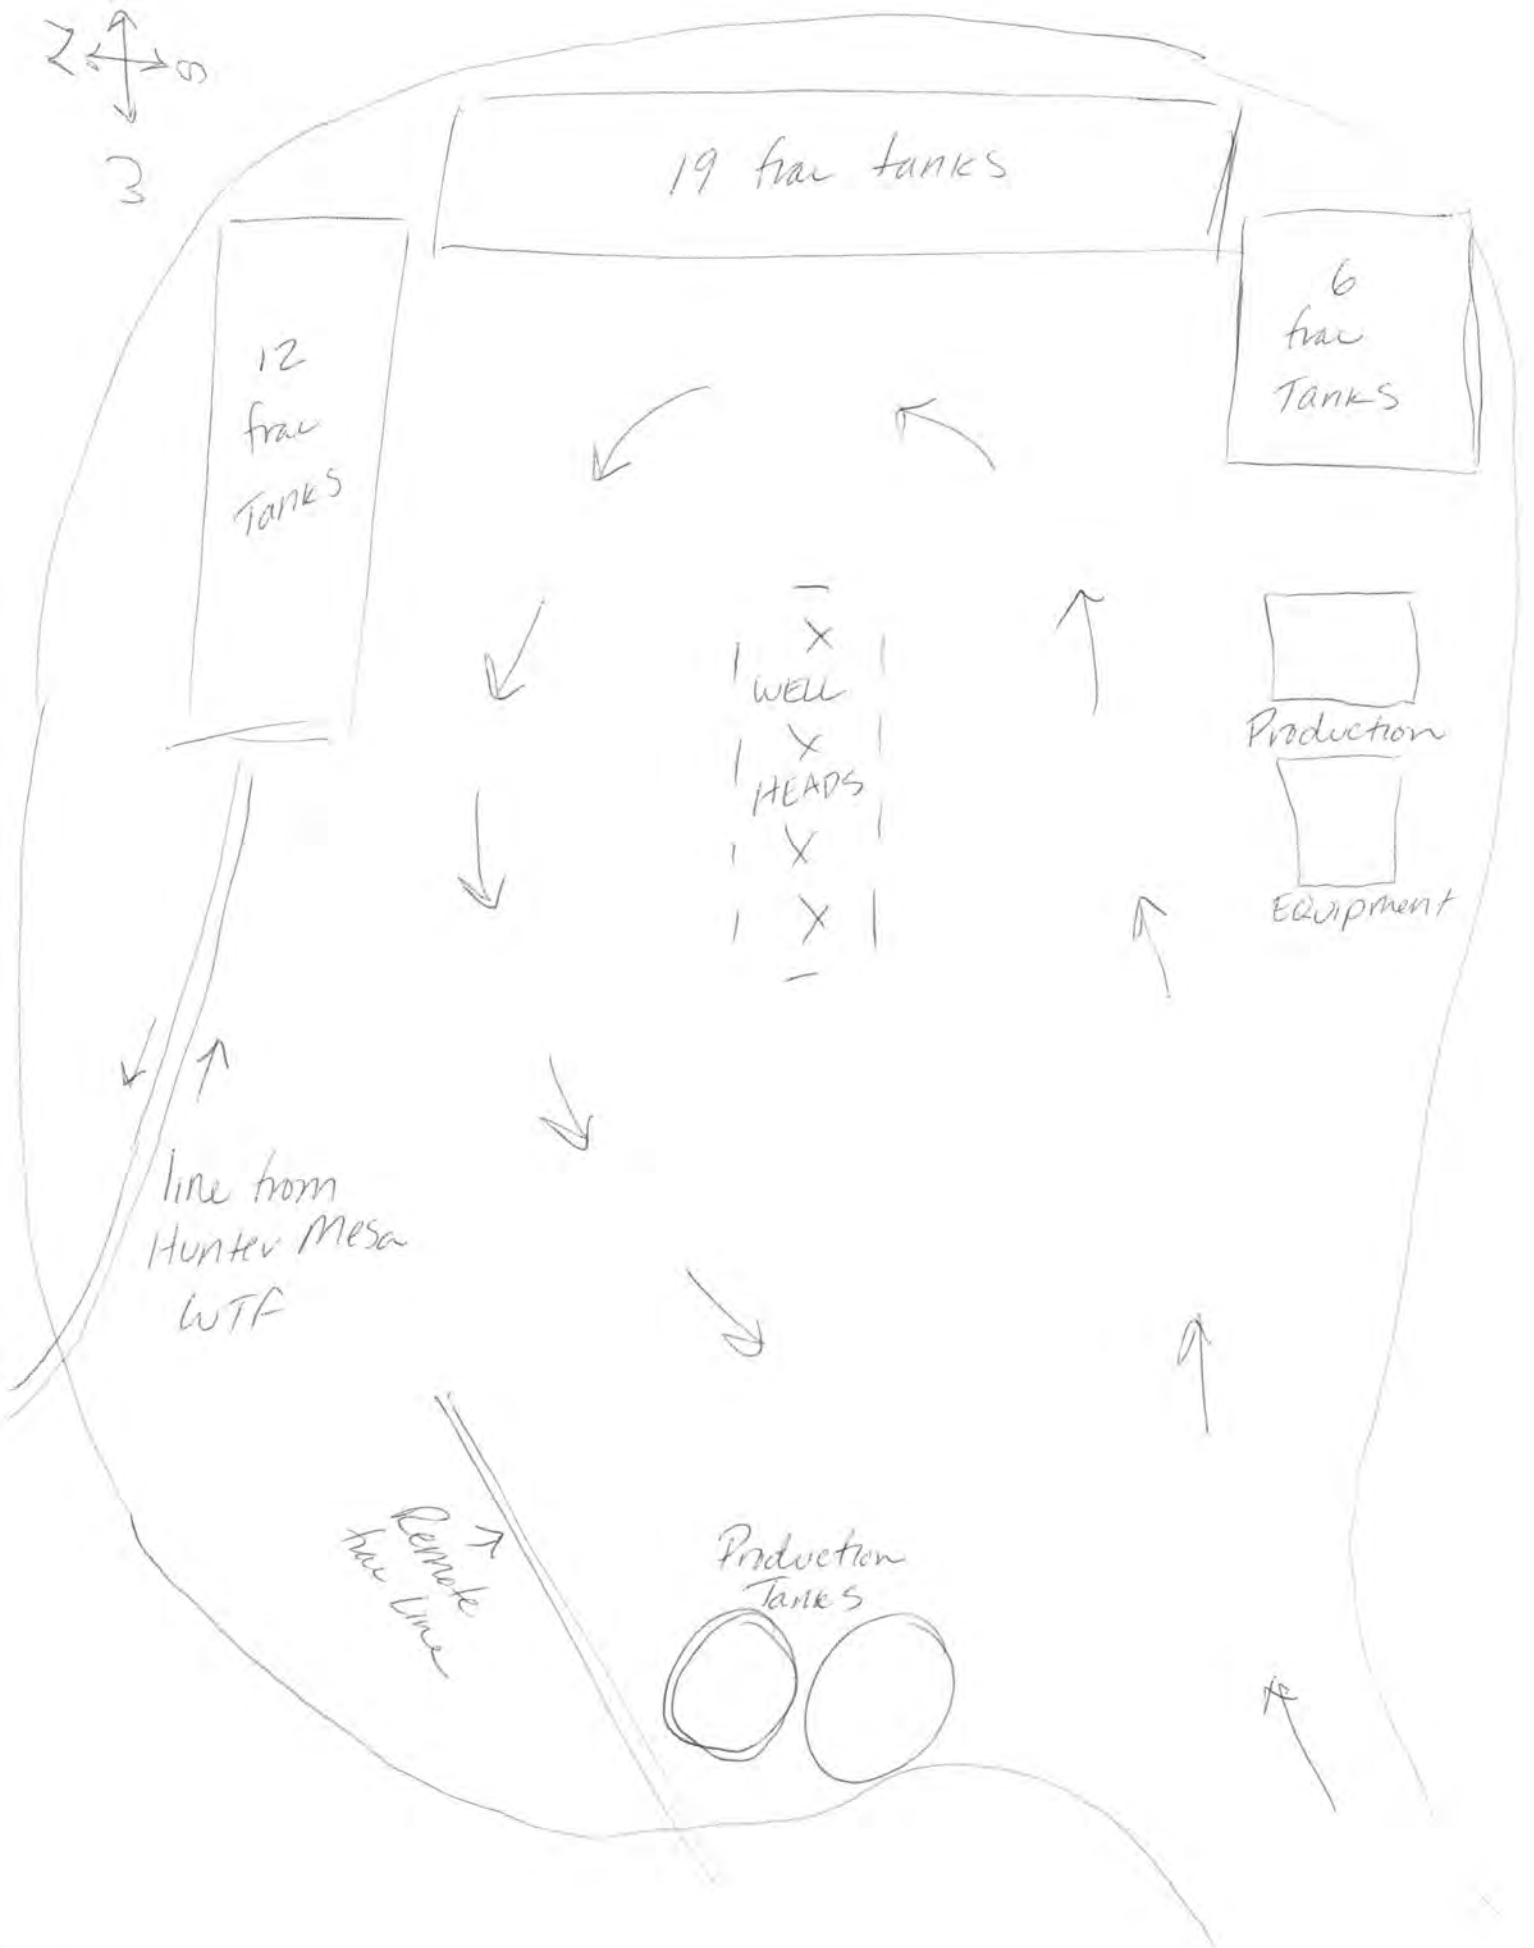 N S
W
19 frac tanks
6
frac
Tanks
12
frac
Tanks
X
WELL
X
HEADS
X
X
Production
Equipment
line from
Hunter Mesa
WTF
Remote
frac Line
Production
Tanks